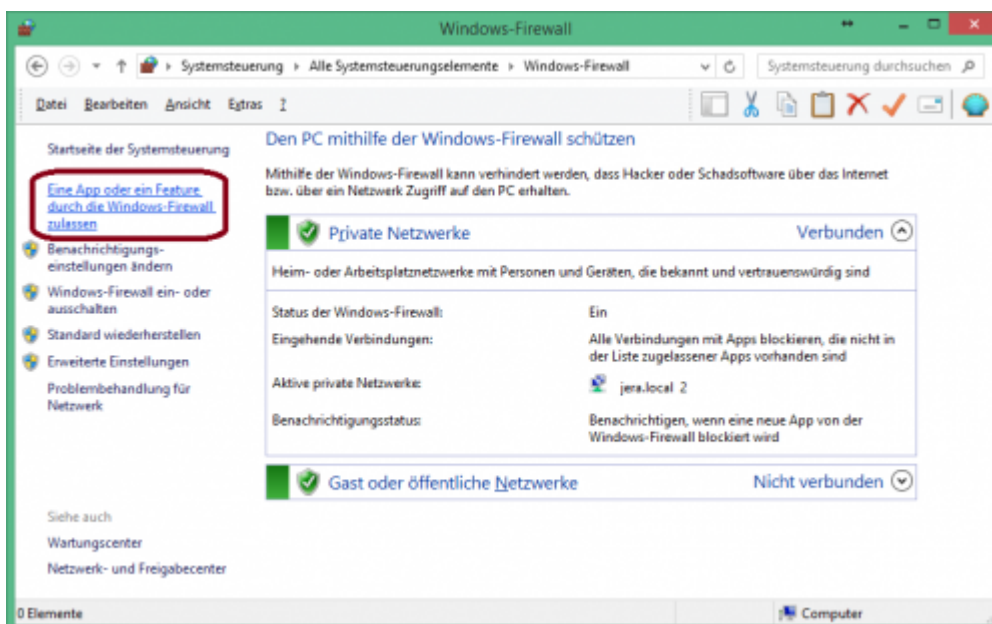 Windows-Firewall
Systemsteuerung Alle Systemsteuerungselemente Windows-Firewall
Systemsteuerung durchsuchen
Datei Bearbeiten Ansicht Extras ?
Startseite der Systemsteuerung
Eine App oder ein Feature
durch die Windows-Firewall
zulassen
Benachrichtigungs-
einstellungen ändern
Windows-Firewall ein- oder
ausschalten
Standard wiederherstellen
Erweiterte Einstellungen
Problembehandlung für
Netzwerk
Siehe auch
Wartungscenter
Netzwerk- und Freigabecenter
Den PC mithilfe der Windows-Firewall schützen
Mithilfe der Windows-Firewall kann verhindert werden, dass Hacker oder Schadsoftware über das Internet
bzw. über ein Netzwerk Zugriff auf den PC erhalten.
Private Netzwerke Verbunden
Heim- oder Arbeitsplatznetzwerke mit Personen und Geräten, die bekannt und vertrauenswürdig sind
Status der Windows-Firewall: Ein
Eingehende Verbindungen: Alle Verbindungen mit Apps blockieren, die nicht in
der Liste zugelassener Apps vorhanden sind
Aktive private Netzwerke: jera.local 2
Benachrichtigungsstatus: Benachrichtigen, wenn eine neue App von der
Windows-Firewall blockiert wird
Gast oder öffentliche Netzwerke Nicht verbunden
0 Elemente Computer